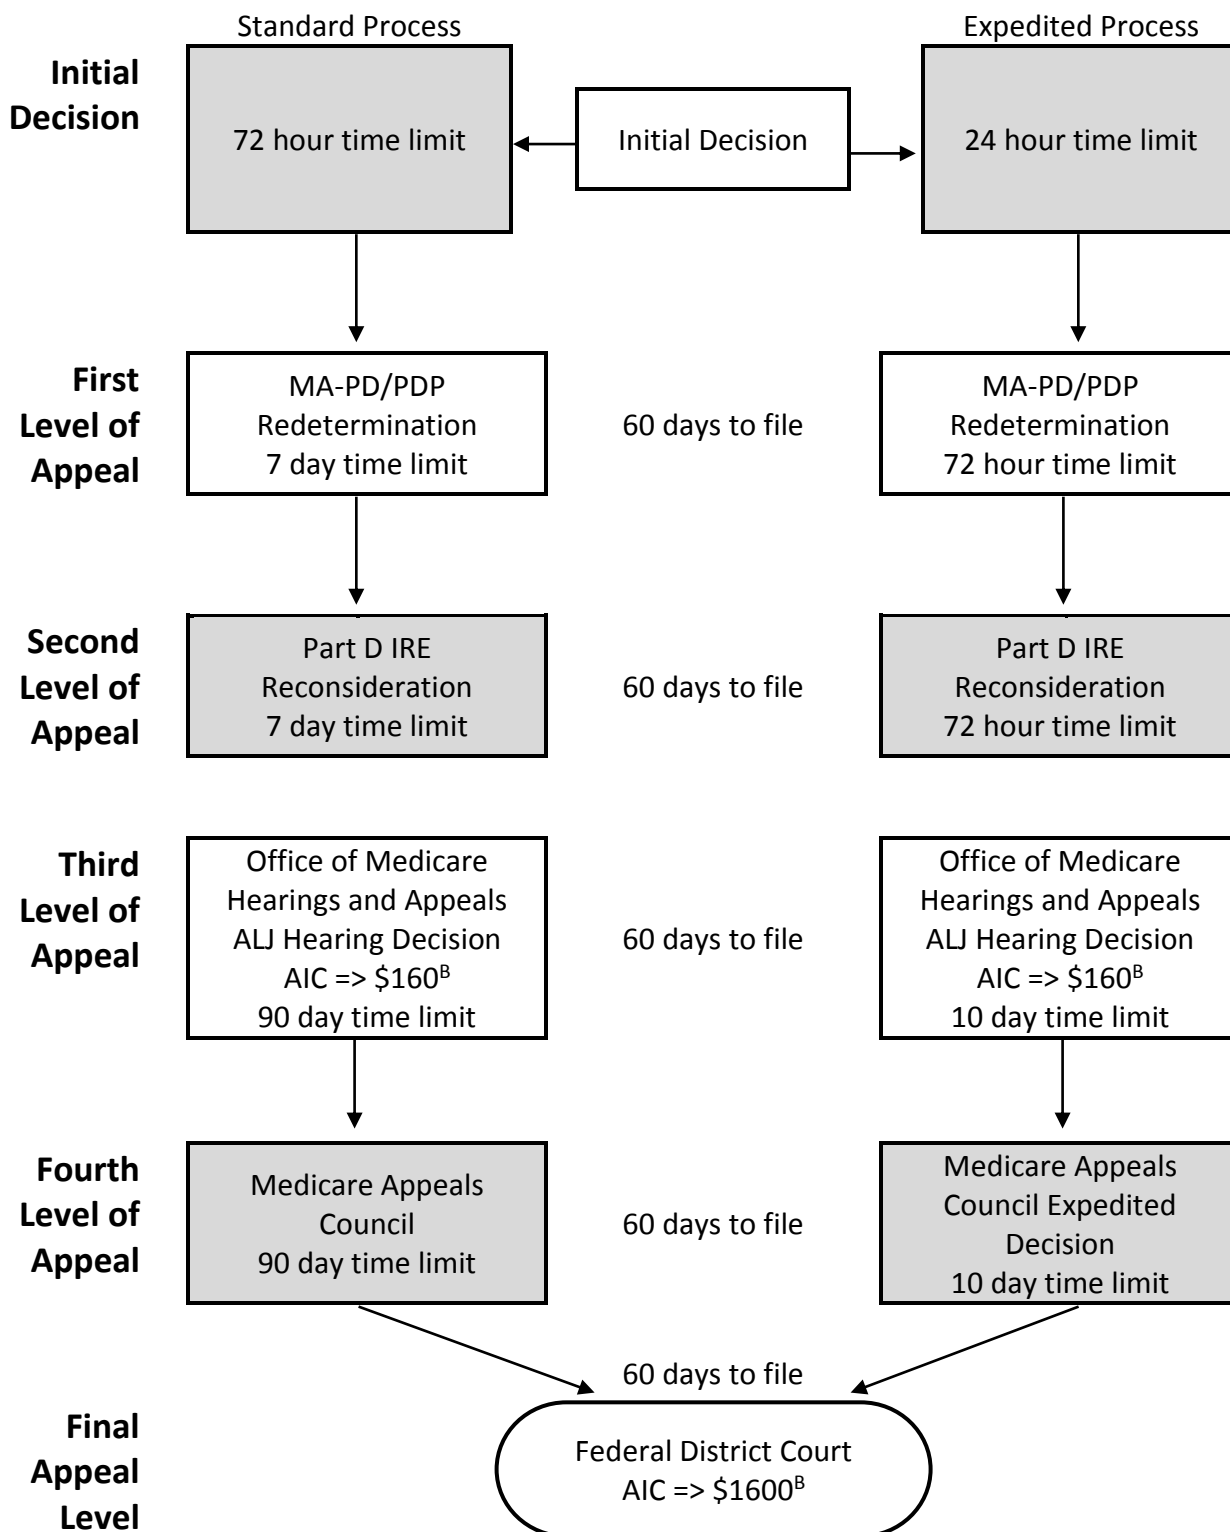 Standard Process
Expedited Process
Initial
Decision
72 hour time limit
Initial Decision
24 hour time limit
First
Level of
Appeal
MA-PD/PDP
Redetermination
7 day time limit
60 days to file
MA-PD/PDP
Redetermination
72 hour time limit
Second
Level of
Appeal
Part D IRE
Reconsideration
7 day time limit
60 days to file
Part D IRE
Reconsideration
72 hour time limit
Third
Level of
Appeal
Office of Medicare
Hearings and Appeals
ALJ Hearing Decision
AIC => $160ᴮ
90 day time limit
60 days to file
Office of Medicare
Hearings and Appeals
ALJ Hearing Decision
AIC => $160ᴮ
10 day time limit
Fourth
Level of
Appeal
Medicare Appeals
Council
90 day time limit
60 days to file
Medicare Appeals
Council Expedited
Decision
10 day time limit
60 days to file
Final
Appeal
Level
Federal District Court
AIC => $1600ᴮ